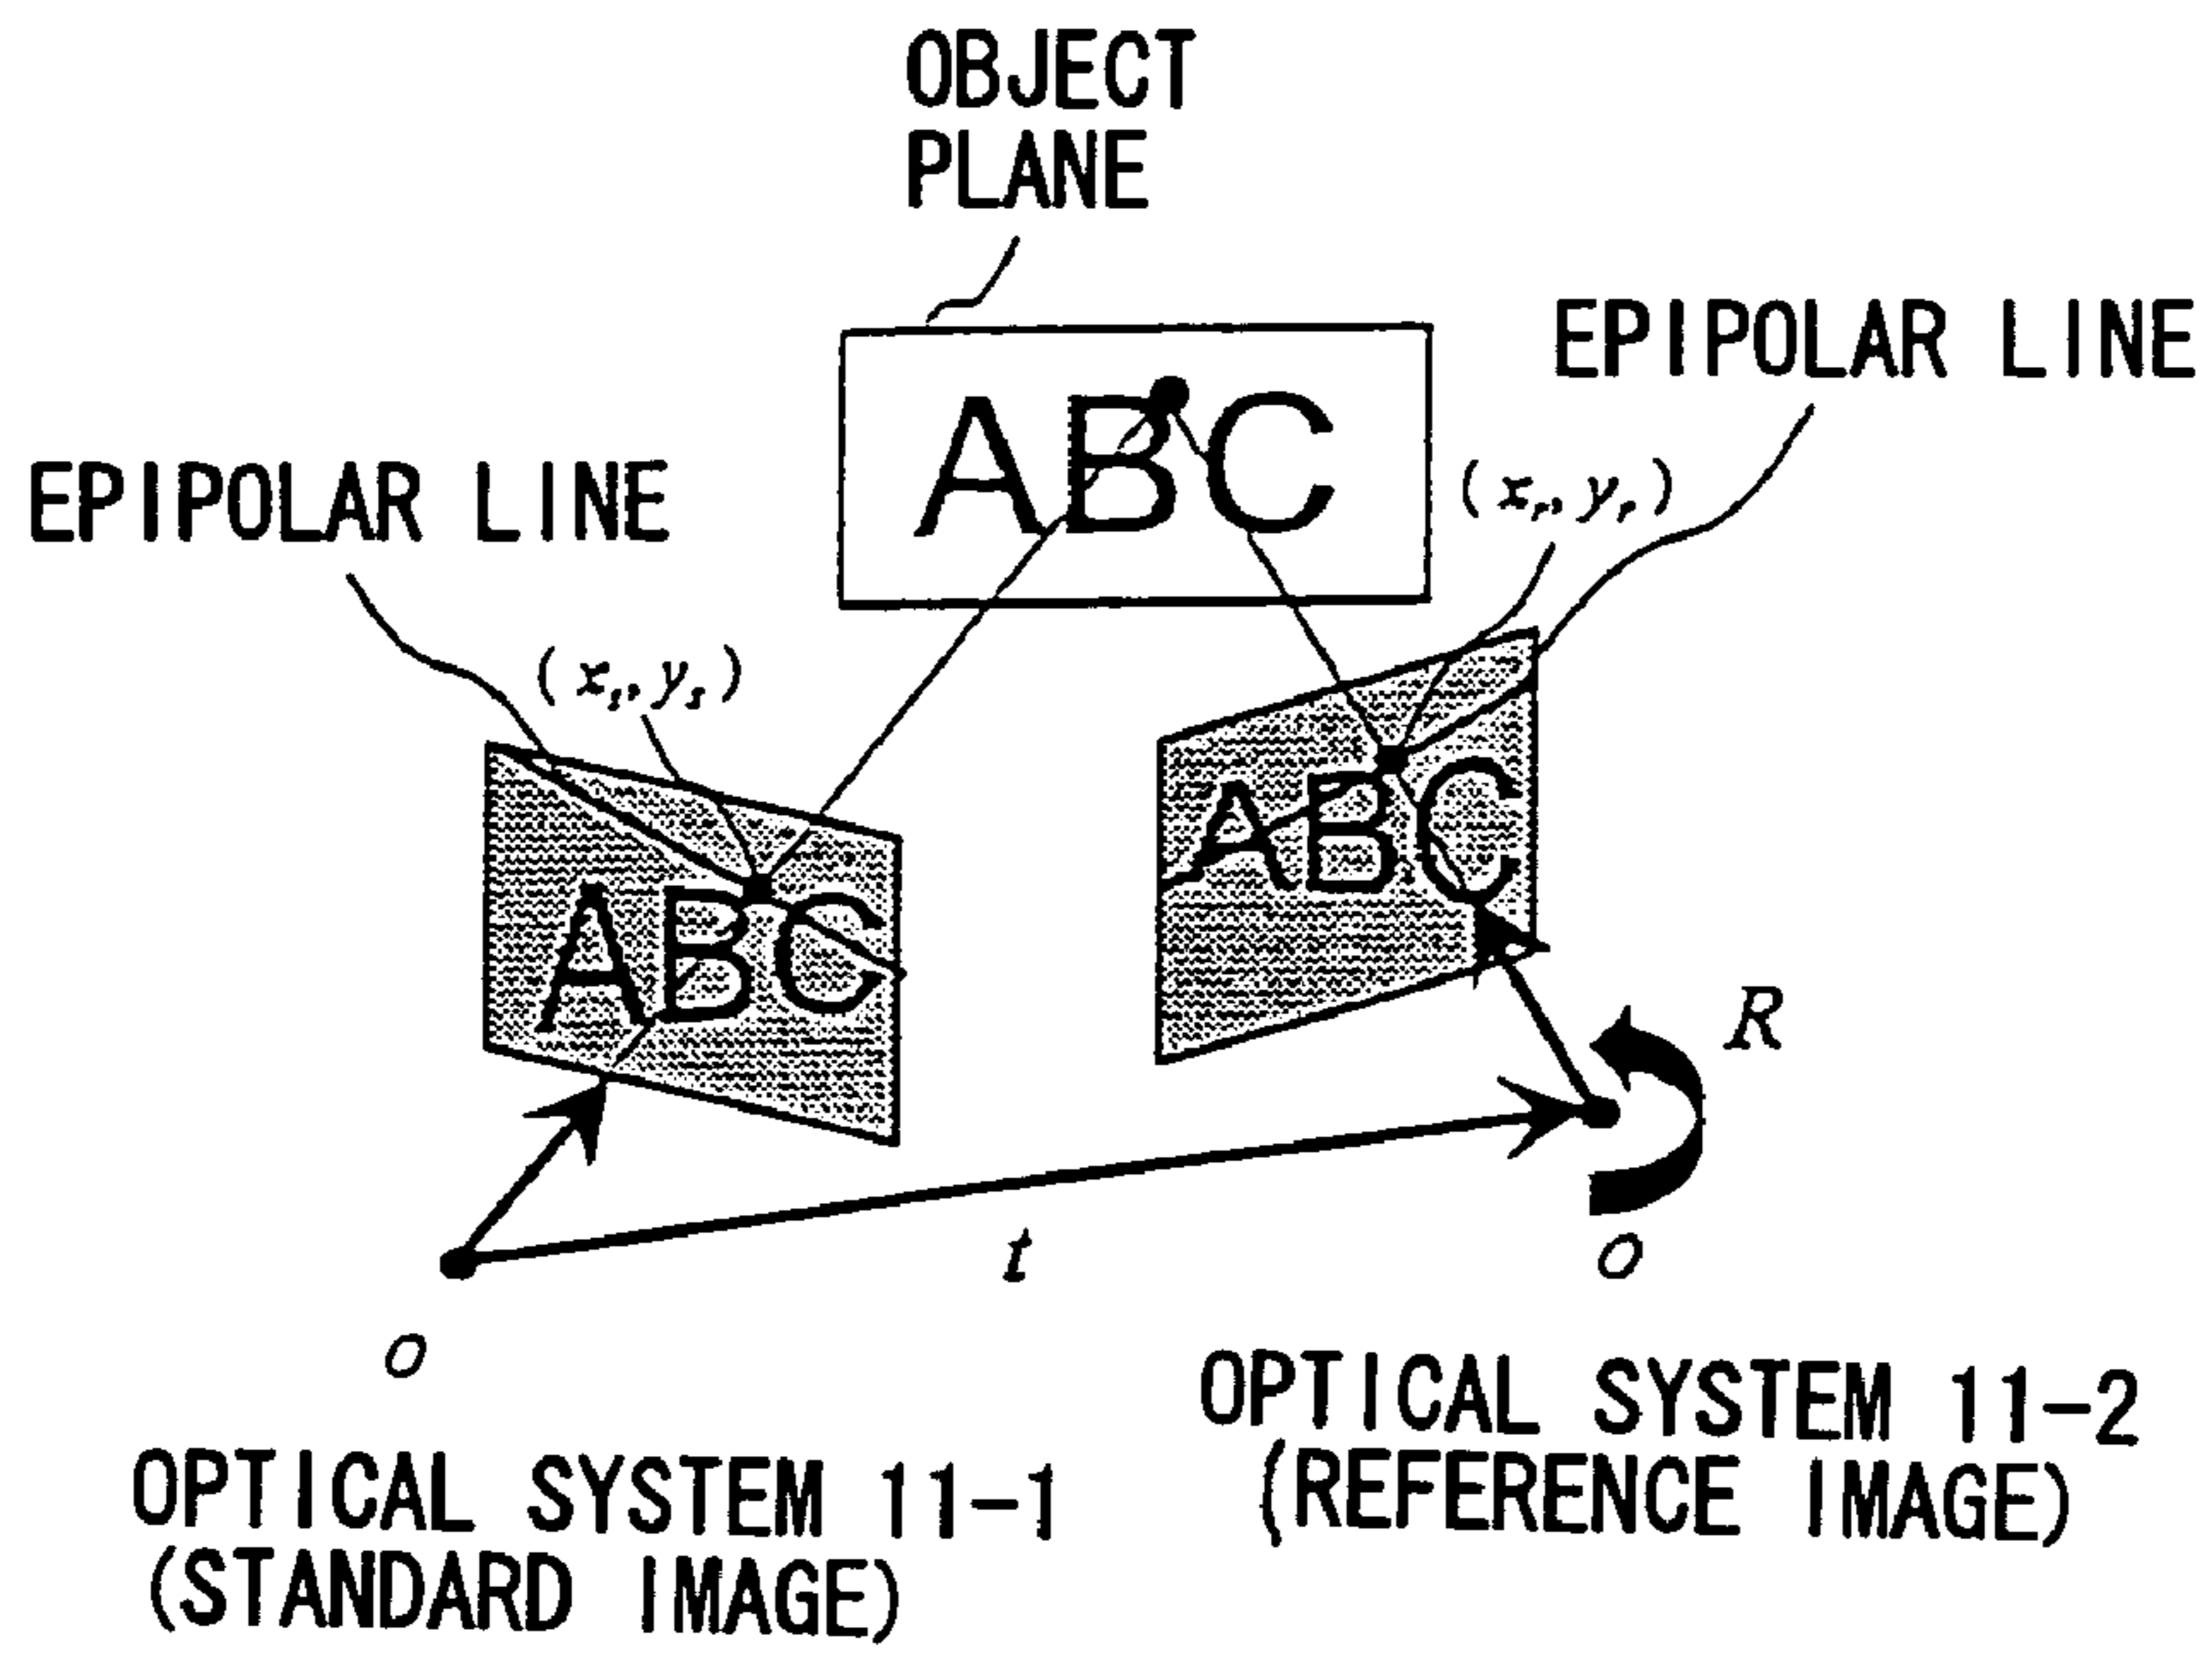 OBJECT
PLANE
EPIPOLAR LINE
ABC
(xr, yr)
EPIPOLAR LINE
(xs, ys)
ABC
ABC
R
t
o
o
OPTICAL SYSTEM 11-2
(REFERENCE IMAGE)
OPTICAL SYSTEM 11-1
(STANDARD IMAGE)